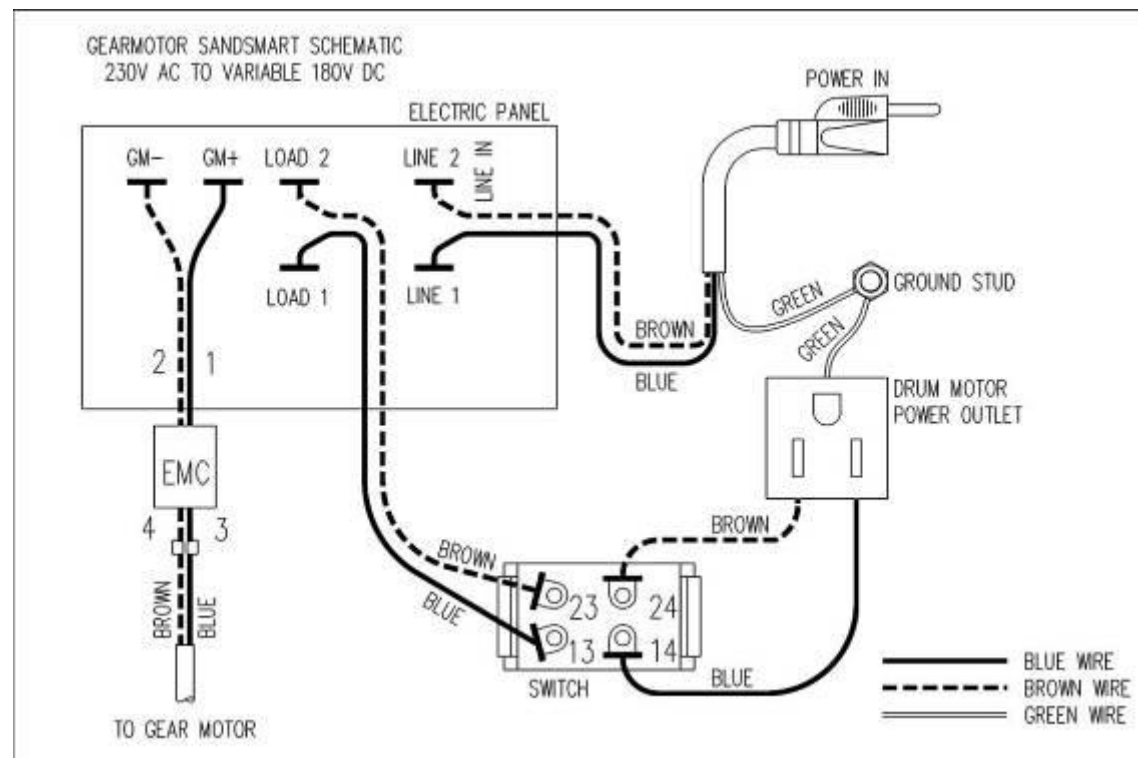 GEARMOTOR SANDSMART SCHEMATIC
230V AC TO VARIABLE 180V DC
POWER IN
ELECTRIC PANEL
GM-
GM+
LOAD 2
LINE 2
LINE IN
LOAD 1
LINE 1
GREEN
GROUND STUD
GREEN
BROWN
BLUE
2
1
DRUM MOTOR
POWER OUTLET
EMC
4
3
BROWN
BROWN
BLUE
BROWN
BLUE
23
24
13
14
SWITCH
BLUE
BLUE WIRE
BROWN WIRE
GREEN WIRE
TO GEAR MOTOR